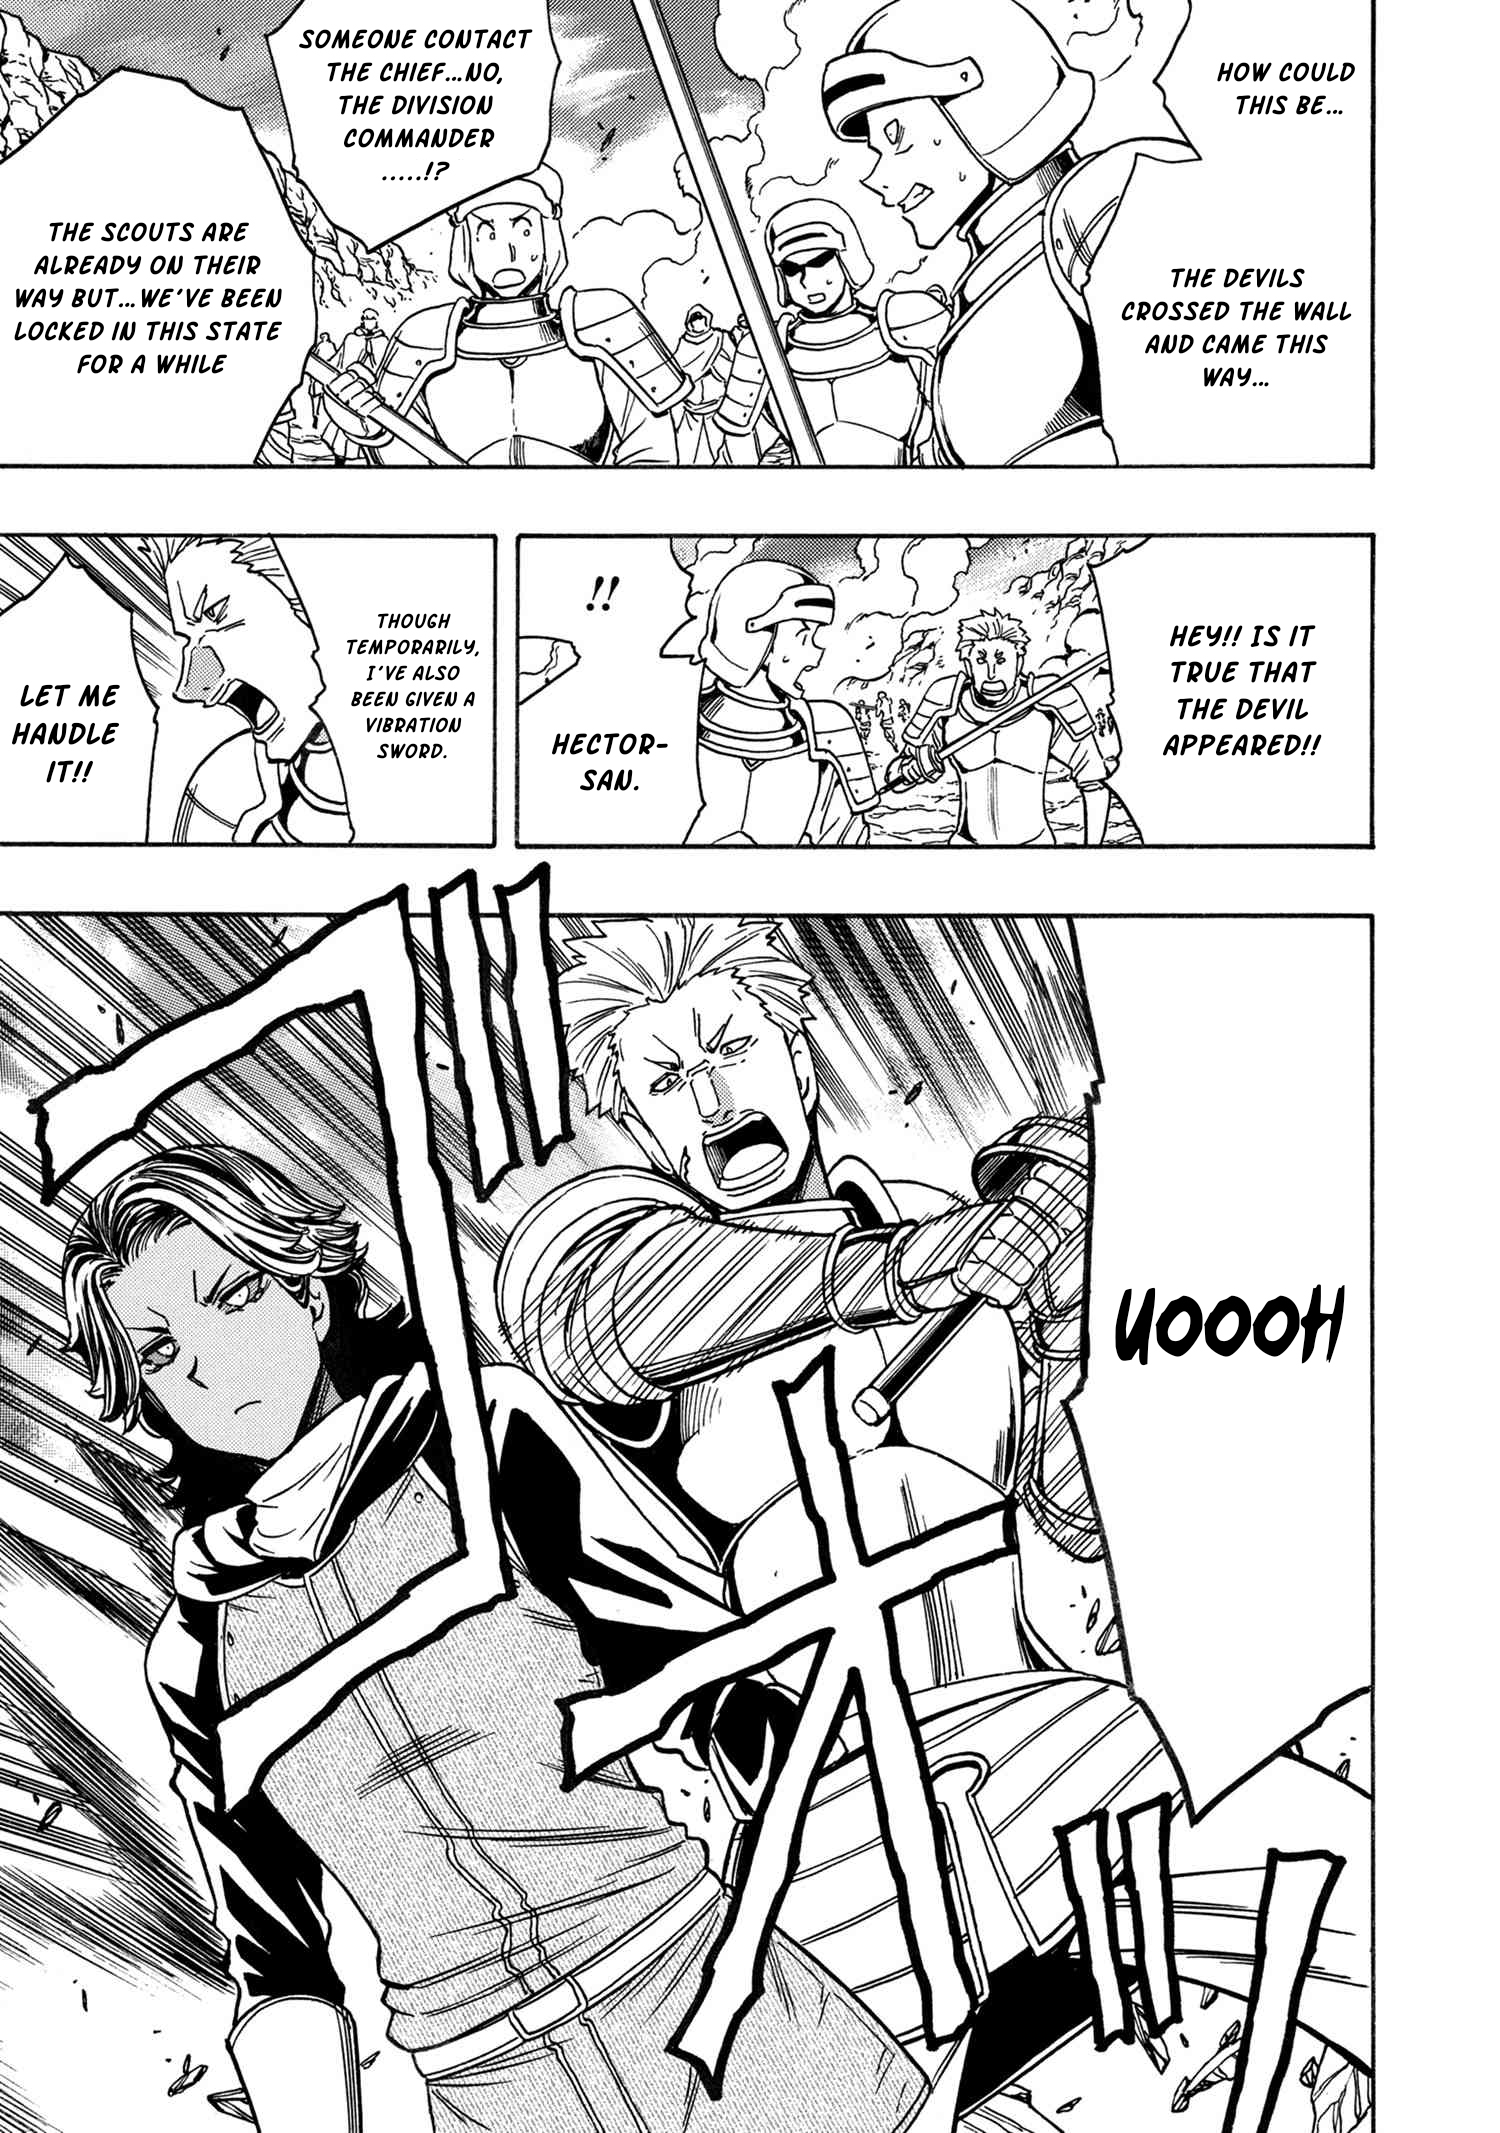 HOW COULD
THIS BE...
THE DEVILS
CROSSED THE WALL
AND CAME THIS
WAY...
SOMEONE CONTACT
THE CHIEF...NO,
THE DIVISION
COMMANDER
.....!?
THE SCOUTS ARE
ALREADY ON THEIR
WAY BUT...WE'VE BEEN
LOCKED IN THIS STATE
FOR A WHILE
HEY!! IS IT
TRUE THAT
THE DEVIL
APPEARED!!
!!
HECTOR-
SAN.
THOUGH
TEMPORARILY,
I'VE ALSO
BEEN GIVEN A
VIBRATION
SWORD.
LET ME
HANDLE
IT!!
UOOOH